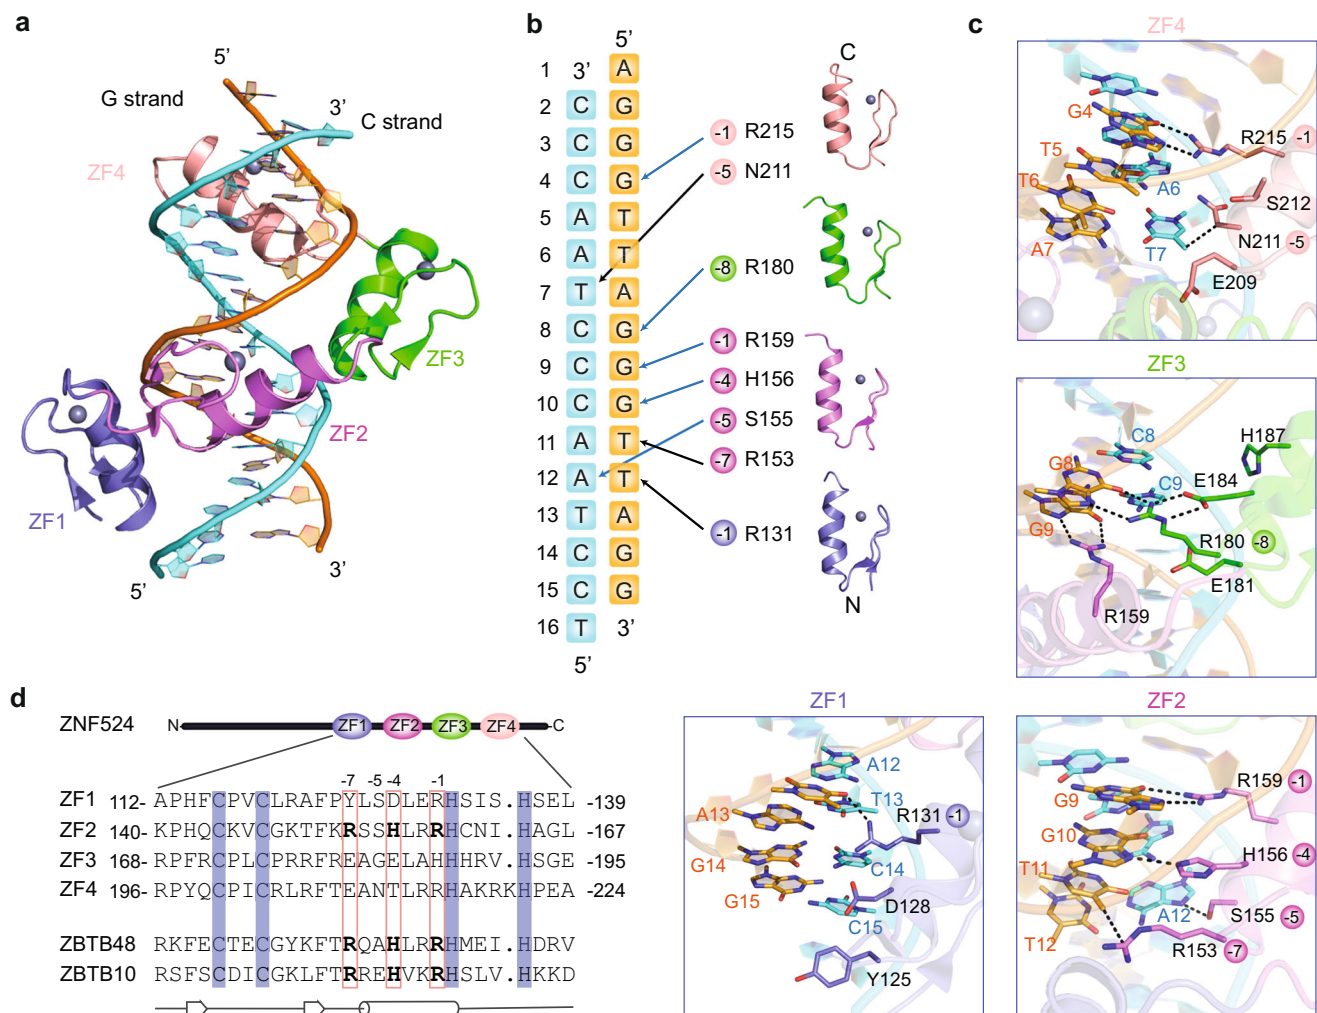 a
5’
G strand
3’
C strand
ZF4
ZF3
ZF2
ZF1
5’
3’
b
5’
1 3’ A
2 C G
3 C G
4 C G
5 A T
6 A T
7 T A
8 C G
9 C G
10 C G
11 A T
12 A T
13 T A
14 C G
15 C G
16 T 3’
5’
-1 R215
-5 N211
-8 R180
-1 R159
-4 H156
-5 S155
-7 R153
-1 R131
C
N
c
ZF4
G4
R215 -1
T5
T6
A6
S212
A7
T7
N211 -5
E209
ZF3
C8
H187
G8
C9
E184
G9
R180 -8
E181
R159
ZF1
A12
T13
A13
R131 -1
G14
C14
G15
D128
C15
Y125
ZF2
R159 -1
G9
G10
H156 -4
T11
A12
S155 -5
T12
R153 -7
d
ZNF524 N ZF1 ZF2 ZF3 ZF4 C
-7 -5 -4 -1
ZF1 112- APHFCPVCLRAFPYLSDLERHSIS.HSEL -139
ZF2 140- KPHQCKVCGKTFKRSSHLRRHCNI.HAGL -167
ZF3 168- RPFRCPLCPRRFREAGELAHHHRV.HSGE -195
ZF4 196- RPYQCPICRLRFTEANTLRRHAKRKHPEA -224
ZBTB48 RKFECTECGYKFTRQAHLRRHMEI.HDRV
ZBTB10 RSFSCDICGKLFTRREHVKRHSLV.HKKD